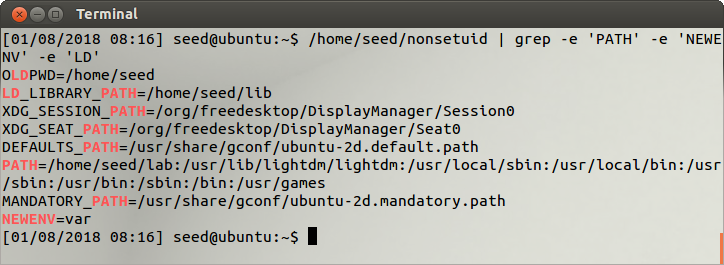 Terminal
[01/08/2018 08:16] seed@ubuntu:~$ /home/seed/nonsetuid | grep -e 'PATH' -e 'NEWE
NV' -e 'LD'
OLDPWD=/home/seed
LD_LIBRARY_PATH=/home/seed/lib
XDG_SESSION_PATH=/org/freedesktop/DisplayManager/Session0
XDG_SEAT_PATH=/org/freedesktop/DisplayManager/Seat0
DEFAULTS_PATH=/usr/share/gconf/ubuntu-2d.default.path
PATH=/home/seed/lab:/usr/lib/lightdm/lightdm:/usr/local/sbin:/usr/local/bin:/usr
/sbin:/usr/bin:/sbin:/bin:/usr/games
MANDATORY_PATH=/usr/share/gconf/ubuntu-2d.mandatory.path
NEWENV=var
[01/08/2018 08:16] seed@ubuntu:~$